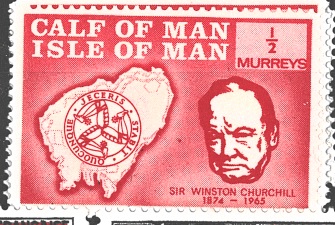 CALF OF MAN
ISLE OF MAN
1/2
MURREYS
QUOCUNQUE JECERIS STABIT
SIR WINSTON CHURCHILL
1874 – 1965